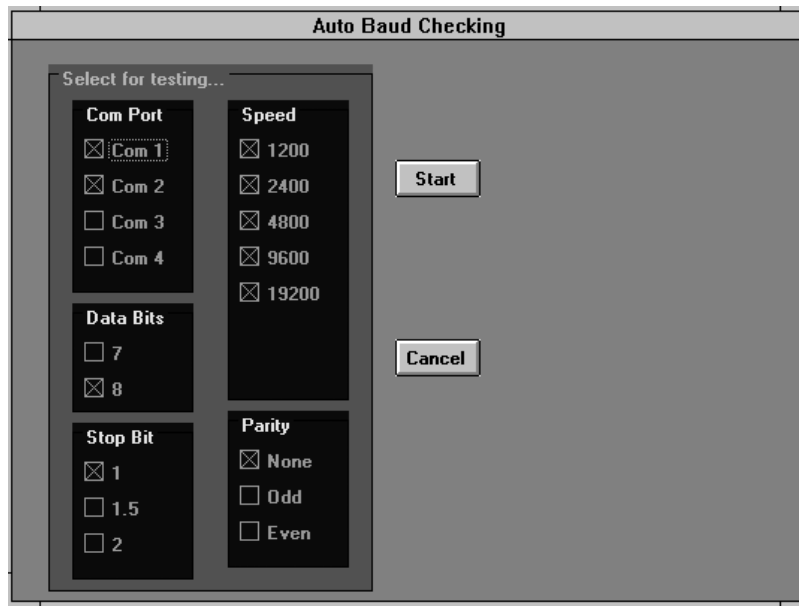 Auto Baud Checking
Select for testing...
Com Port
Com 1
Com 2
Com 3
Com 4
Data Bits
7
8
Stop Bit
1
1.5
2
Speed
1200
2400
4800
9600
19200
Parity
None
Odd
Even
Start
Cancel